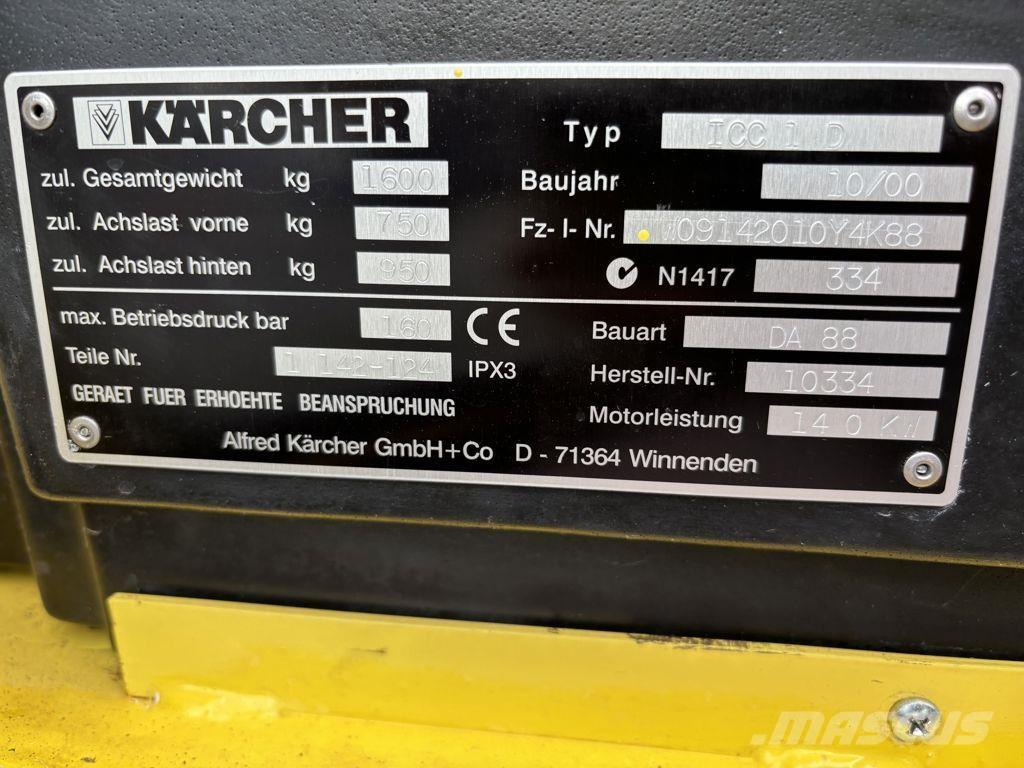 KÄRCHER
zul. Gesamtgewicht kg 1600
zul. Achslast vorne kg 750
zul. Achslast hinten kg 950
max. Betriebsdruck bar 160
Teile Nr. 1 142-124
IPX3
GERAET FUER ERHOEHTE BEANSPRUCHUNG
Typ ICC 1 D
Baujahr 10/00
Fz-I-Nr. W09142010Y4K88
N1417 334
CE
Bauart DA 88
Herstell-Nr. 10334
Motorleistung 14 0 KW
Alfred Kärcher GmbH+Co D - 71364 Winnenden
MASCUS